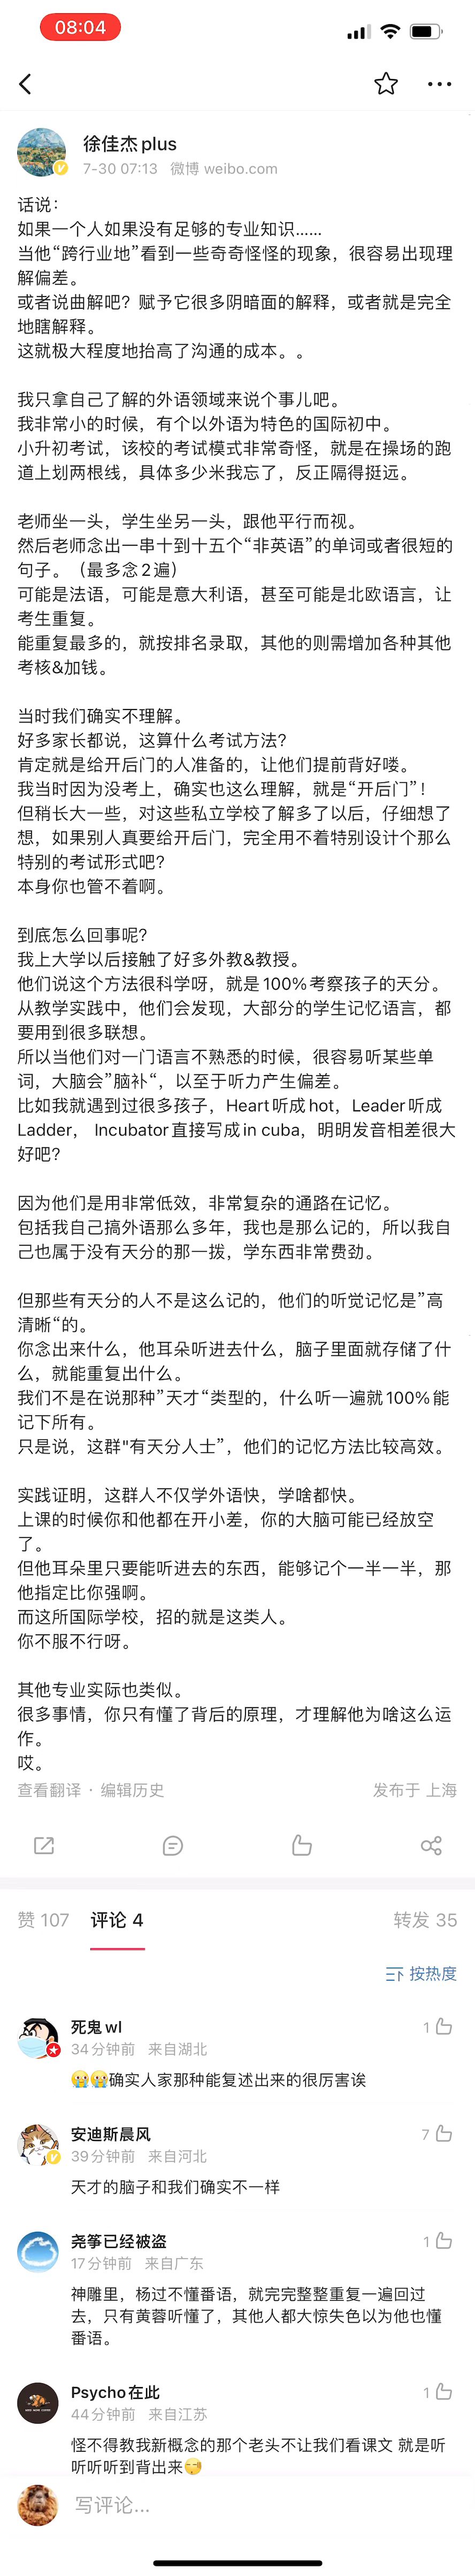 08:04
徐佳杰plus
7-30 07:13 微博 weibo.com
话说：
如果一个人如果没有足够的专业知识......
当他“跨行业地”看到一些奇奇怪怪的现象，很容易出现理
解偏差。
或者说曲解吧？赋予它很多阴暗面的解释，或者就是完全
地瞎解释。
这就极大程度地抬高了沟通的成本。。
我只拿自己了解的外语领域来说个事儿吧。
我非常小的时候，有个以外语为特色的国际初中。
小升初考试，该校的考试模式非常奇怪，就是在操场的跑
道上划两根线，具体多少米我忘了，反正隔得挺远。
老师坐一头，学生坐另一头，跟他平行而视。
然后老师念出一串十到十五个“非英语”的单词或者很短的
句子。（最多念2遍）
可能是法语，可能是意大利语，甚至可能是北欧语言，让
考生重复。
能重复最多的，就按排名录取，其他的则需增加各种其他
考核&加钱。
当时我们确实不理解。
好多家长都说，这算什么考试方法？
肯定就是给开后门的人准备的，让他们提前背好喽。
我当时因为没考上，确实也这么理解，就是“开后门”！
但稍长大一些，对这些私立学校了解多了以后，仔细想了
想，如果别人真要给开后门，完全用不着特别设计个那么
特别的考试形式吧？
本身你也管不着啊。
到底怎么回事呢？
我上大学以后接触了好多外教&教授。
他们说这个方法很科学呀，就是100%考察孩子的天分。
从教学实践中，他们会发现，大部分的学生记忆语言，都
要用到很多联想。
所以当他们对一门语言不熟悉的时候，很容易听某些单
词，大脑会”脑补“，以至于听力产生偏差。
比如我就遇到过很多孩子，Heart听成hot，Leader听成
Ladder， Incubator直接写成in cuba，明明发音相差很大
好吧？
因为他们是用非常低效，非常复杂的通路在记忆。
包括我自己搞外语那么多年，我也是那么记的，所以我自
己也属于没有天分的那一拨，学东西非常费劲。
但那些有天分的人不是这么记的，他们的听觉记忆是”高
清晰“的。
你念出来什么，他耳朵听进去什么，脑子里面就存储了什
么，就能重复出什么。
我们不是在说那种”天才“类型的，什么听一遍就100%能
记下所有。
只是说，这群"有天分人士”，他们的记忆方法比较高效。
实践证明，这群人不仅学外语快，学啥都快。
上课的时候你和他都在开小差，你的大脑可能已经放空
了。
但他耳朵里只要能听进去的东西，能够记个一半一半，那
他指定比你强啊。
而这所国际学校，招的就是这类人。
你不服不行呀。
其他专业实际也类似。
很多事情，你只有懂了背后的原理，才理解他为啥这么运
作。
哎。
查看翻译 · 编辑历史 发布于 上海
赞 107 评论 4 转发 35
按热度
死鬼wl 1
34分钟前 来自湖北
😭😭确实人家那种能复述出来的很厉害诶
安迪斯晨风 7
39分钟前 来自河北
天才的脑子和我们确实不一样
尧筝已经被盗 1
17分钟前 来自广东
神雕里，杨过不懂番语，就完完整整重复一遍回过
去，只有黄蓉听懂了，其他人都大惊失色以为他也懂
番语。
Psycho在此 1
44分钟前 来自江苏
怪不得教我新概念的那个老头不让我们看课文 就是听
听听听到背出来
写评论...